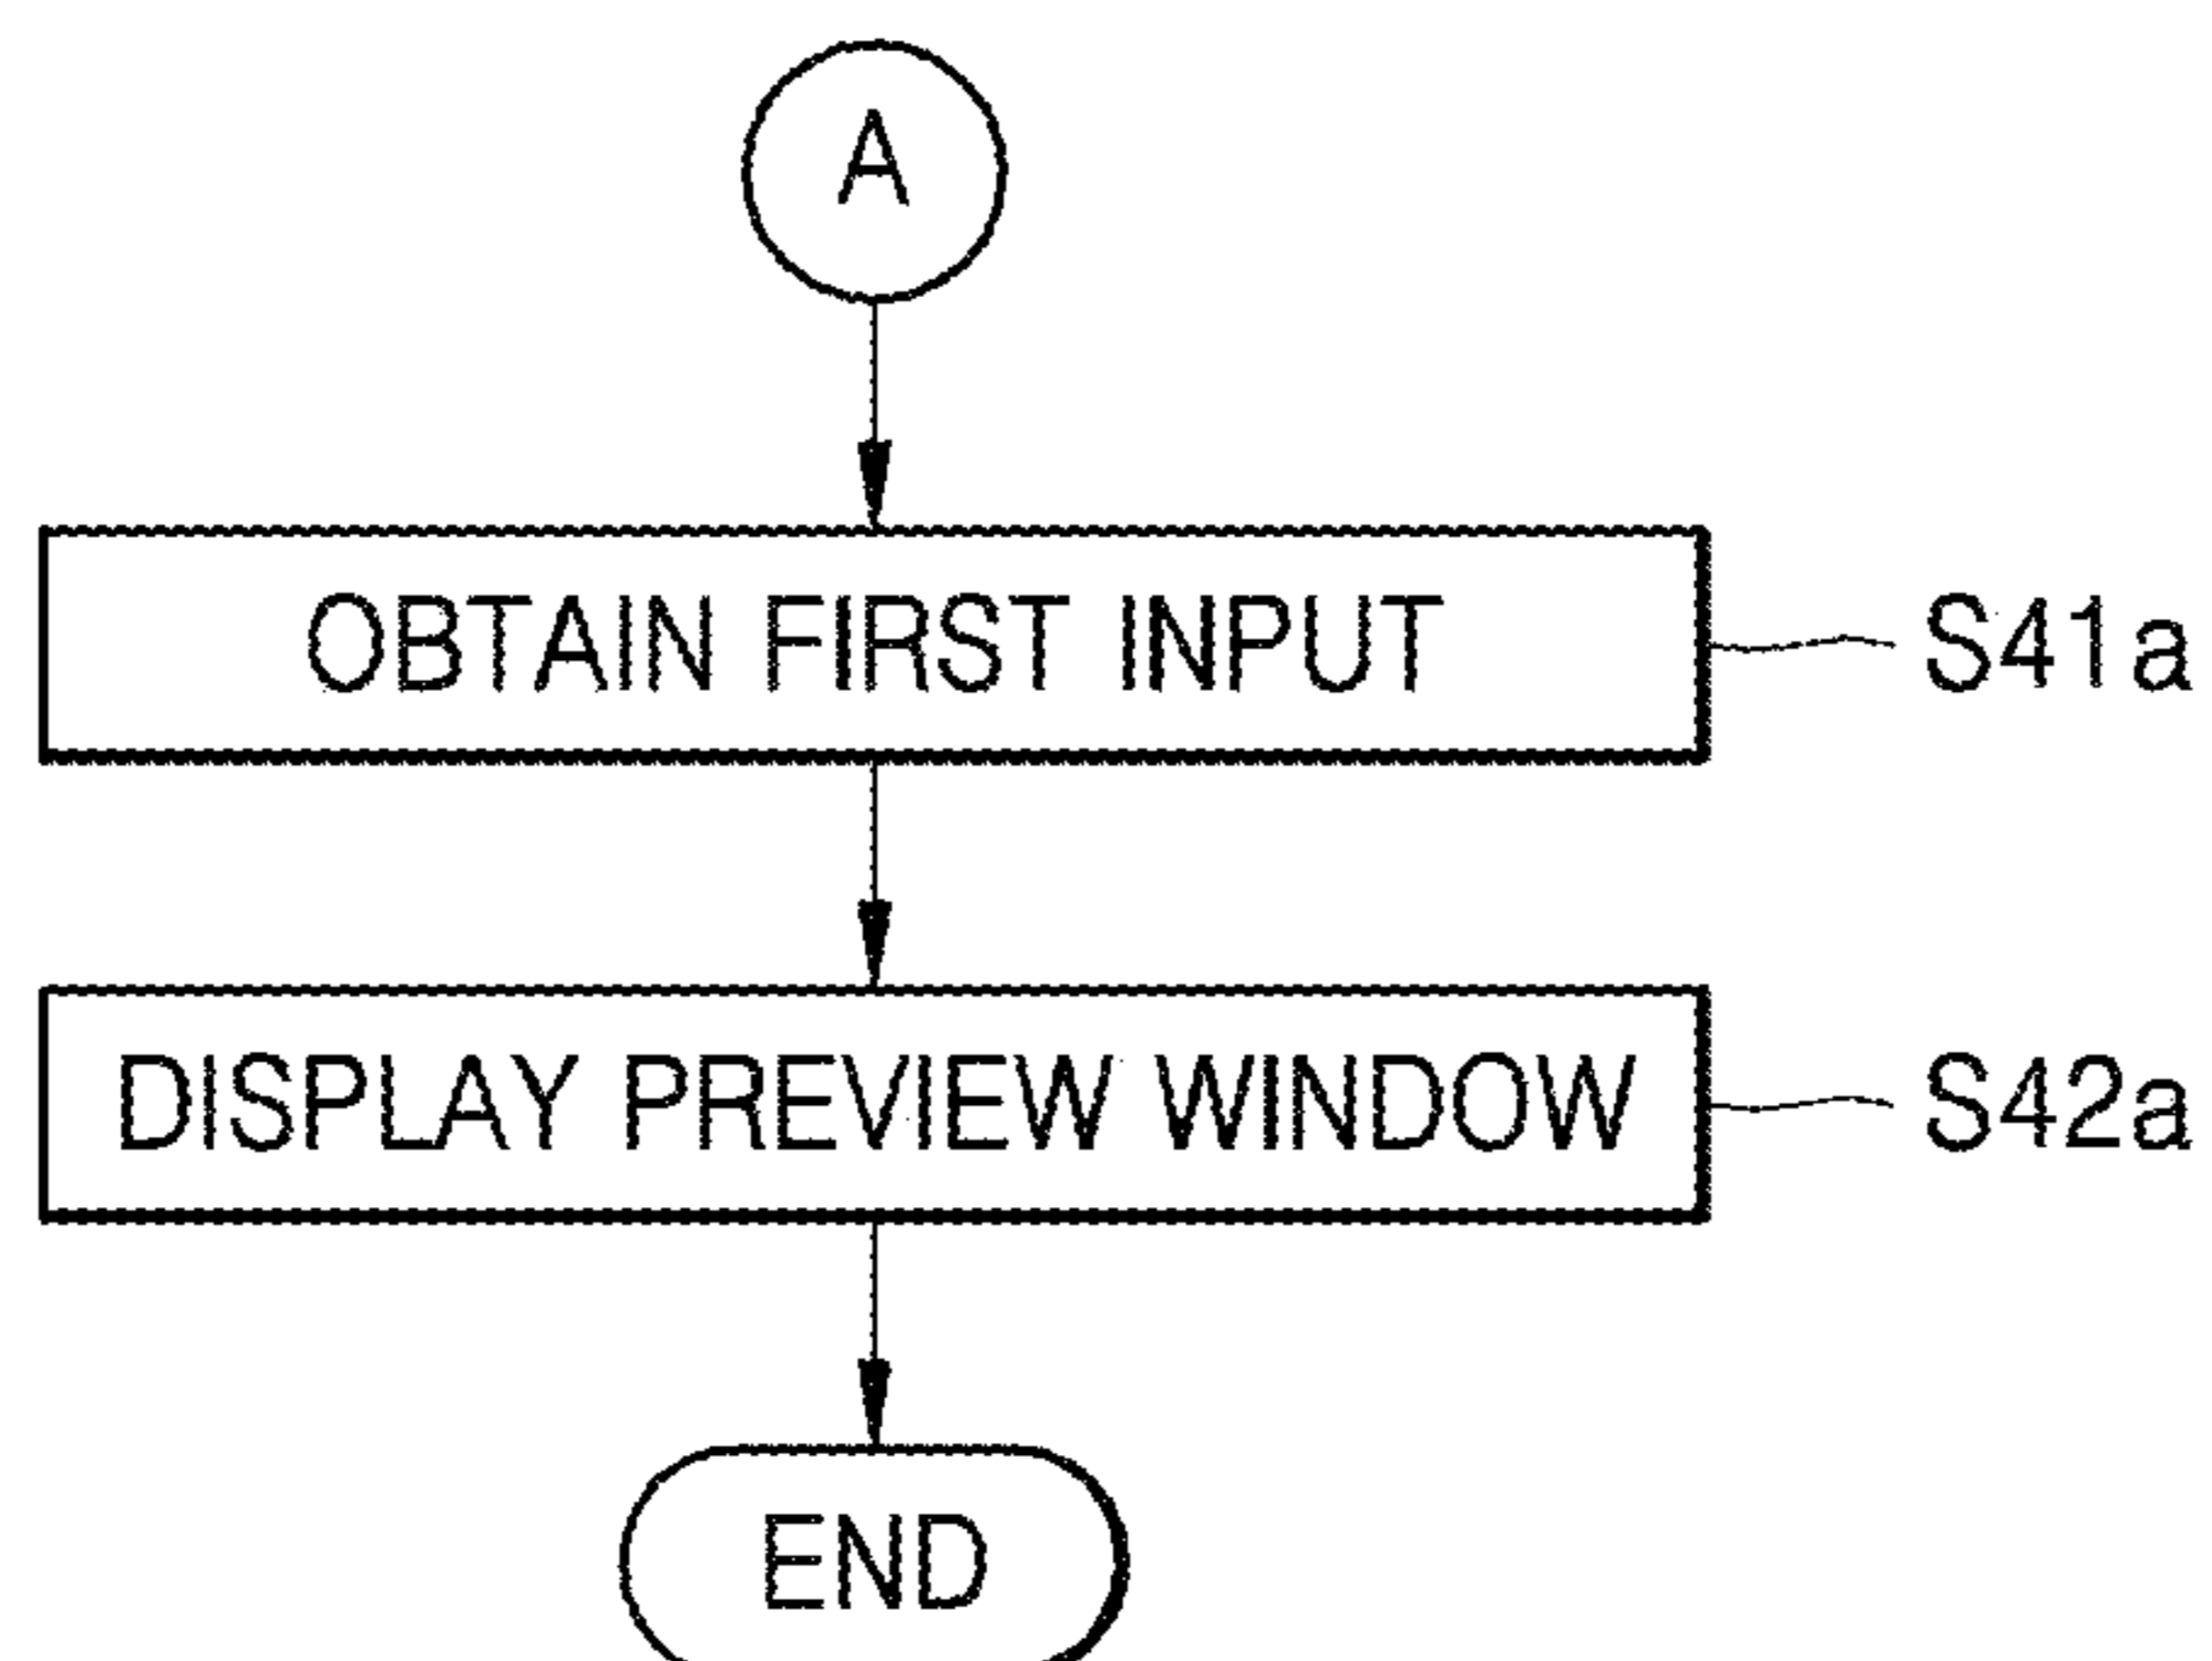 A
OBTAIN FIRST INPUT
S41a
DISPLAY PREVIEW WINDOW
S42a
END